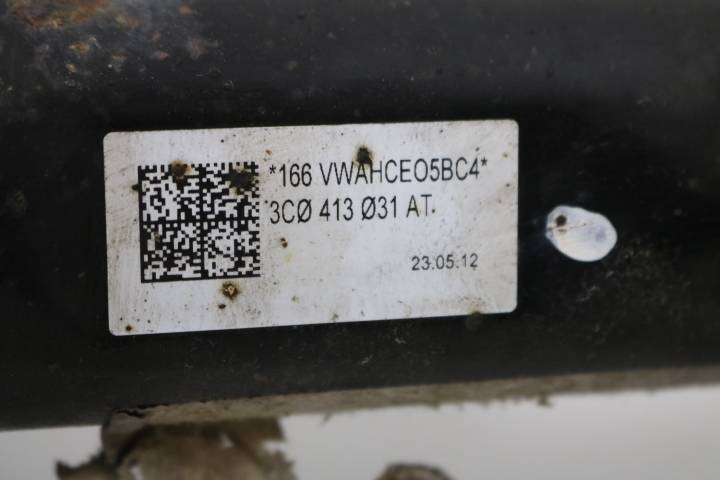 *166 VWAHCEO5BC4*
3CØ 413 Ø31 AT
23.05.12